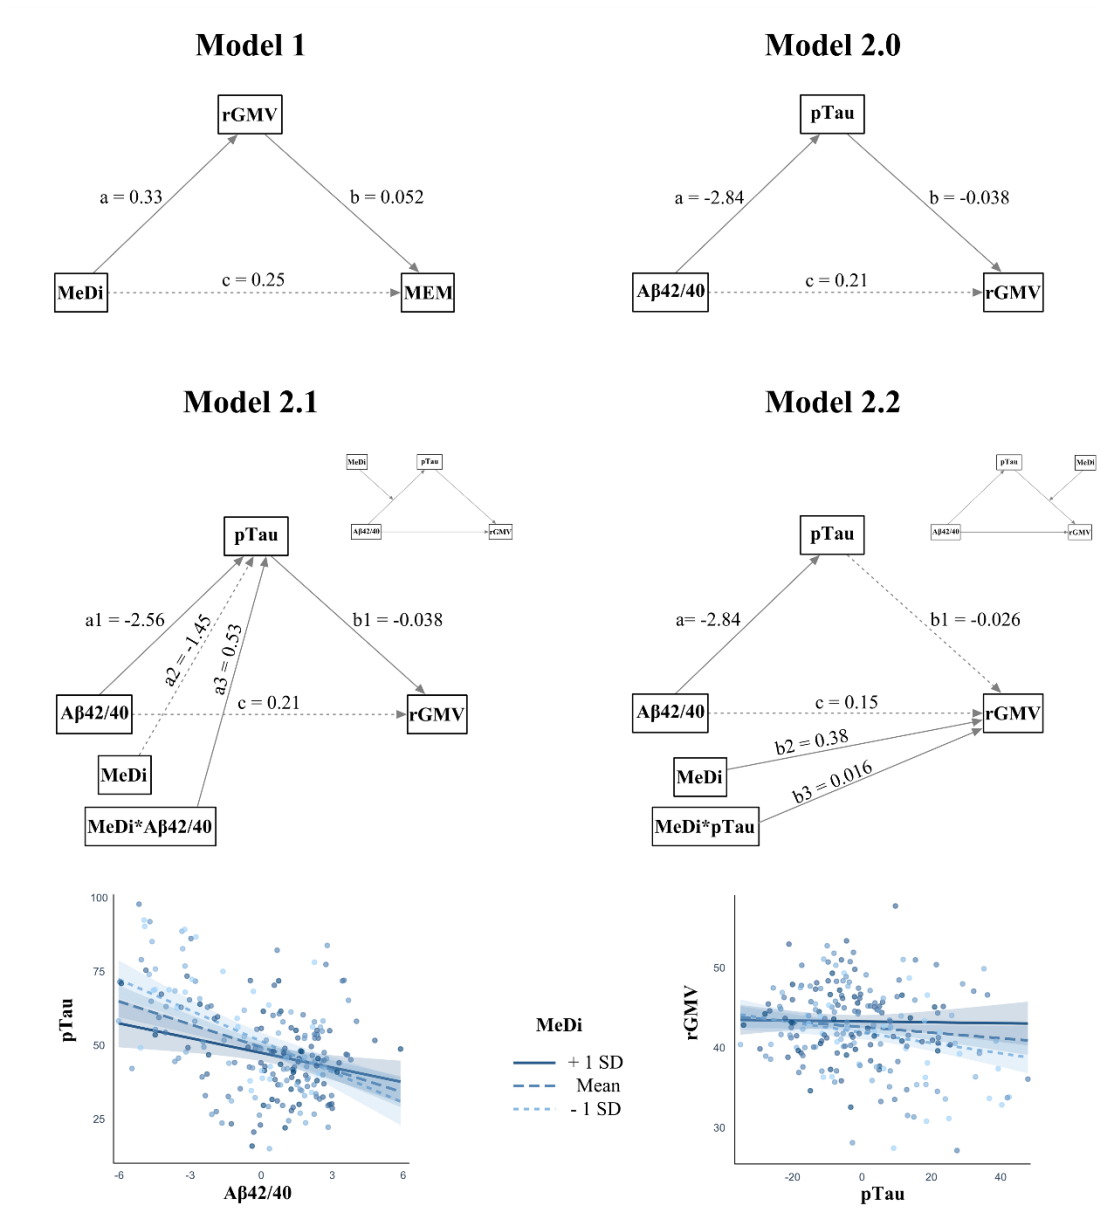 Model 1
rGMV
a = 0.33
b = 0.052
MeDi
c = 0.25
MEM
Model 2.0
pTau
a = -2.84
b = -0.038
Aβ42/40
c = 0.21
rGMV
Model 2.1
MeDi
pTau
Aβ42/40
rGMV
pTau
a1 = -2.56
a2 = -1.45
a3 = 0.53
b1 = -0.038
Aβ42/40
c = 0.21
rGMV
MeDi
MeDi*Aβ42/40
Model 2.2
pTau
MeDi
Aβ42/40
rGMV
pTau
a= -2.84
b1 = -0.026
Aβ42/40
c = 0.15
rGMV
b2 = 0.38
MeDi
b3 = 0.016
MeDi*pTau
100
75
50
25
pTau
-6
-3
0
3
6
Aβ42/40
MeDi
+ 1 SD
Mean
- 1 SD
50
40
30
rGMV
-20
0
20
40
pTau